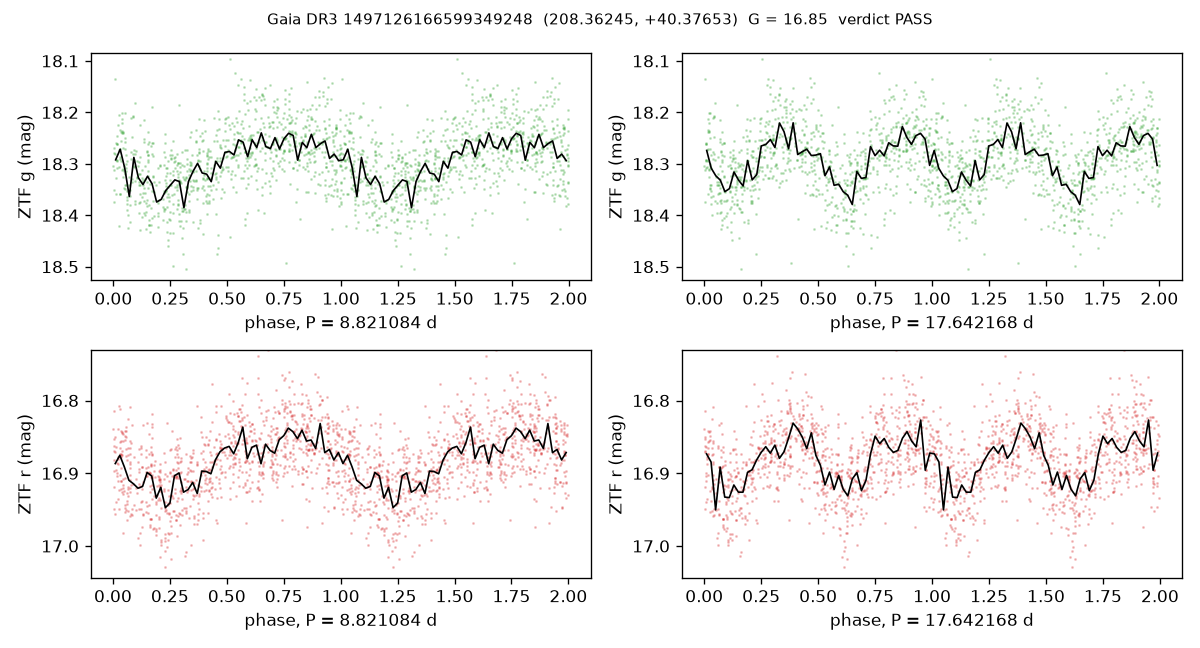 Gaia DR3 1497126166599349248  (208.36245, +40.37653)  G = 16.85  verdict PASS
18.1
18.2
18.3
18.4
18.5
ZTF g (mag)
0.00 0.25 0.50 0.75 1.00 1.25 1.50 1.75 2.00
phase, P = 8.821084 d
18.1
18.2
18.3
18.4
18.5
ZTF g (mag)
0.00 0.25 0.50 0.75 1.00 1.25 1.50 1.75 2.00
phase, P = 17.642168 d
16.8
16.9
17.0
ZTF r (mag)
0.00 0.25 0.50 0.75 1.00 1.25 1.50 1.75 2.00
phase, P = 8.821084 d
16.8
16.9
17.0
ZTF r (mag)
0.00 0.25 0.50 0.75 1.00 1.25 1.50 1.75 2.00
phase, P = 17.642168 d